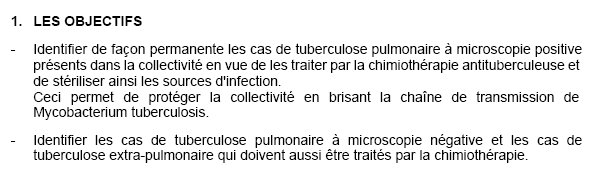 1. LES OBJECTIFS
- Identifier de façon permanente les cas de tuberculose pulmonaire à microscopie positive
présents dans la collectivité en vue de les traiter par la chimiothérapie antituberculeuse et
de stériliser ainsi les sources d'infection.
Ceci permet de protéger la collectivité en brisant la chaîne de transmission de
Mycobacterium tuberculosis.
- Identifier les cas de tuberculose pulmonaire à microscopie négative et les cas de
tuberculose extra-pulmonaire qui doivent aussi être traités par la chimiothérapie.